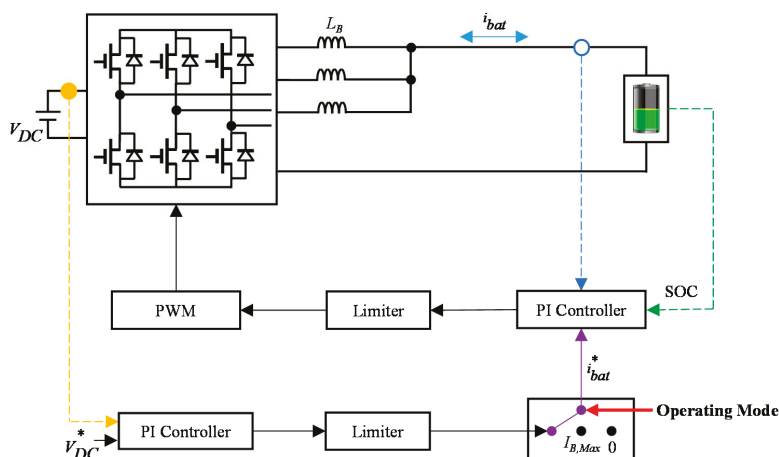 L_B
i_bat
V_DC
SOC
PWM
Limiter
PI Controller
i*_bat
Operating Mode
V*_DC
PI Controller
Limiter
I_B,Max
0